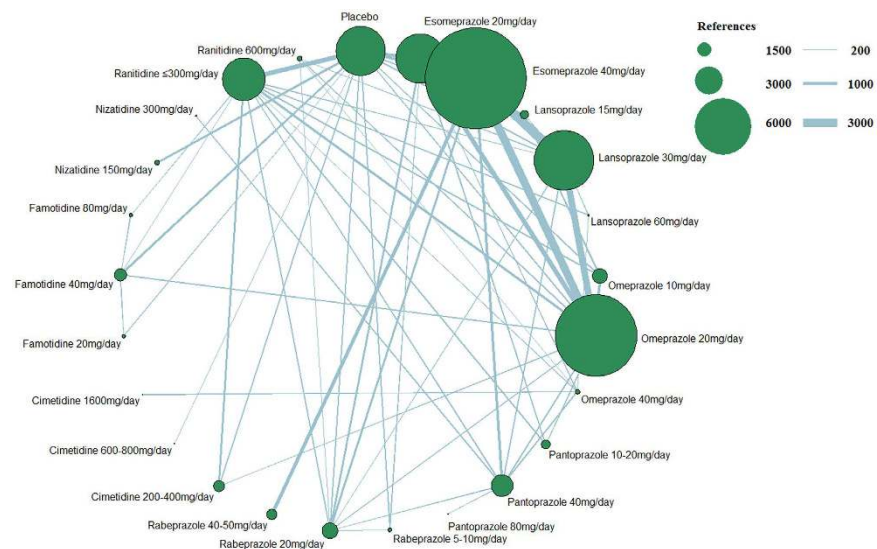 Placebo
Esomeprazole 20mg/day
Esomeprazole 40mg/day
Lansoprazole 15mg/day
Lansoprazole 30mg/day
Lansoprazole 60mg/day
Omeprazole 10mg/day
Omeprazole 20mg/day
Omeprazole 40mg/day
Pantoprazole 10-20mg/day
Pantoprazole 40mg/day
Pantoprazole 80mg/day
Rabeprazole 5-10mg/day
Rabeprazole 20mg/day
Rabeprazole 40-50mg/day
Cimetidine 200-400mg/day
Cimetidine 600-800mg/day
Cimetidine 1600mg/day
Famotidine 20mg/day
Famotidine 40mg/day
Famotidine 80mg/day
Nizatidine 150mg/day
Nizatidine 300mg/day
Ranitidine ≤300mg/day
Ranitidine 600mg/day
References
1500 200
3000 1000
6000 3000